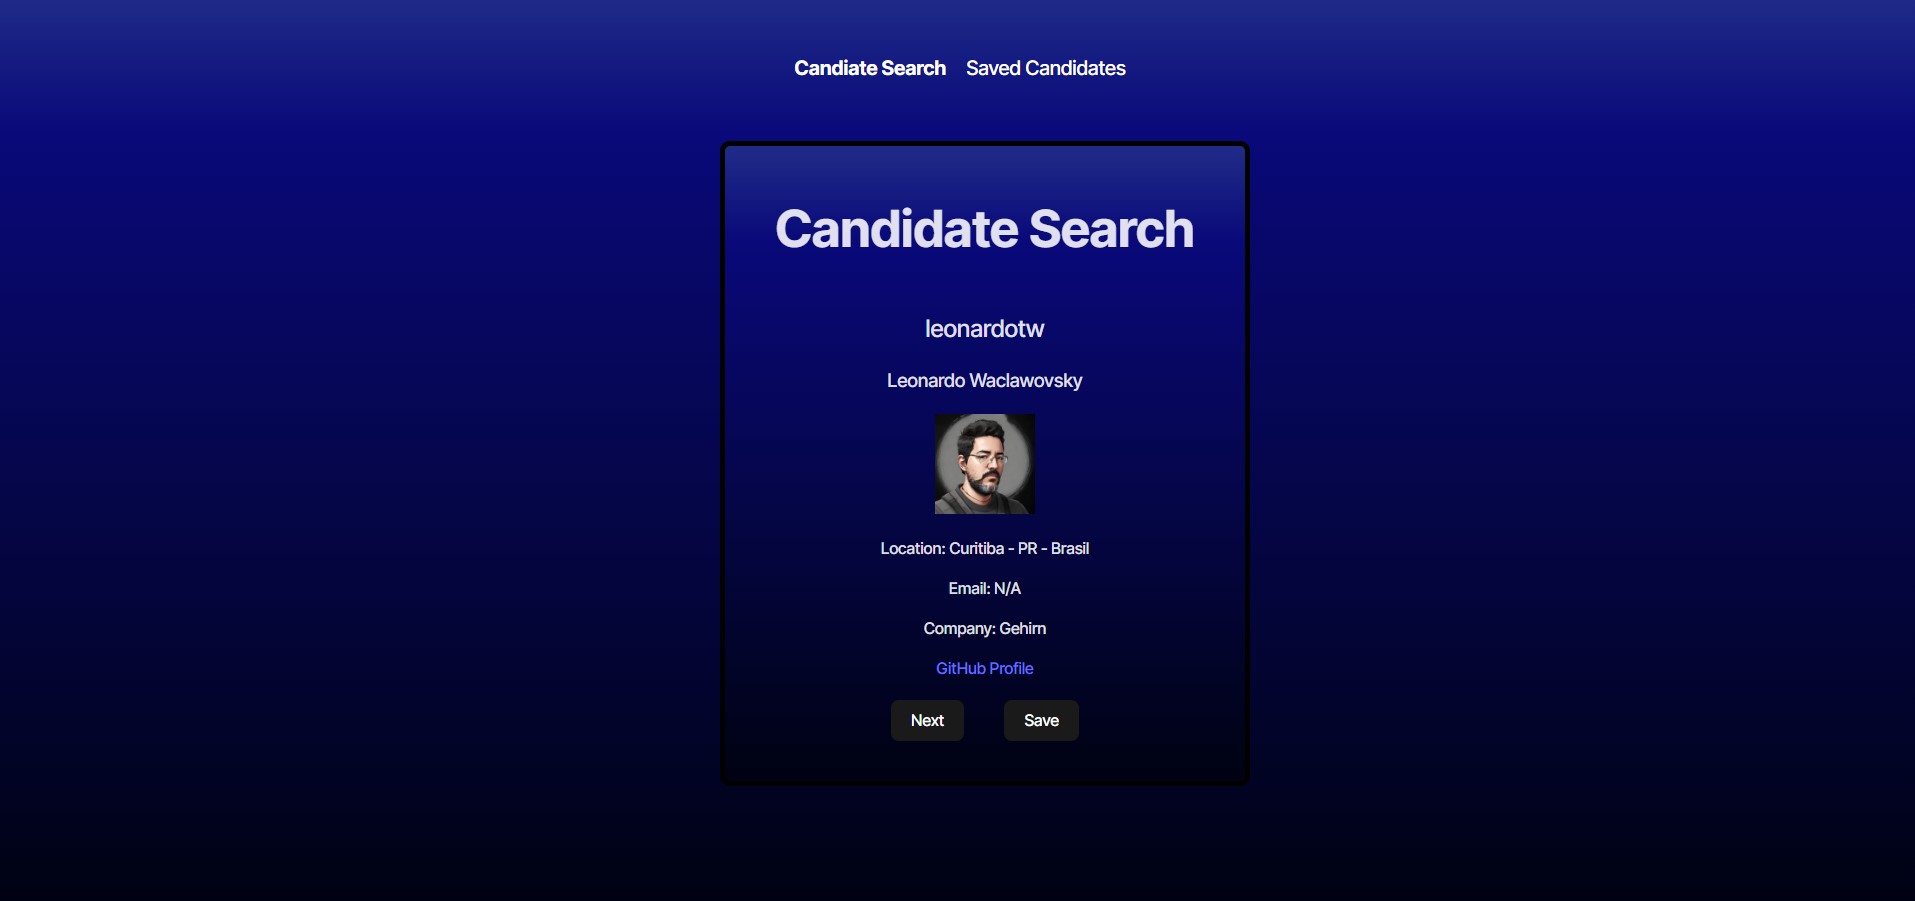 Candiate Search Saved Candidates
Candidate Search
leonardotw
Leonardo Waclawovsky
Location: Curitiba - PR - Brasil
Email: N/A
Company: Gehirn
GitHub Profile
Next Save